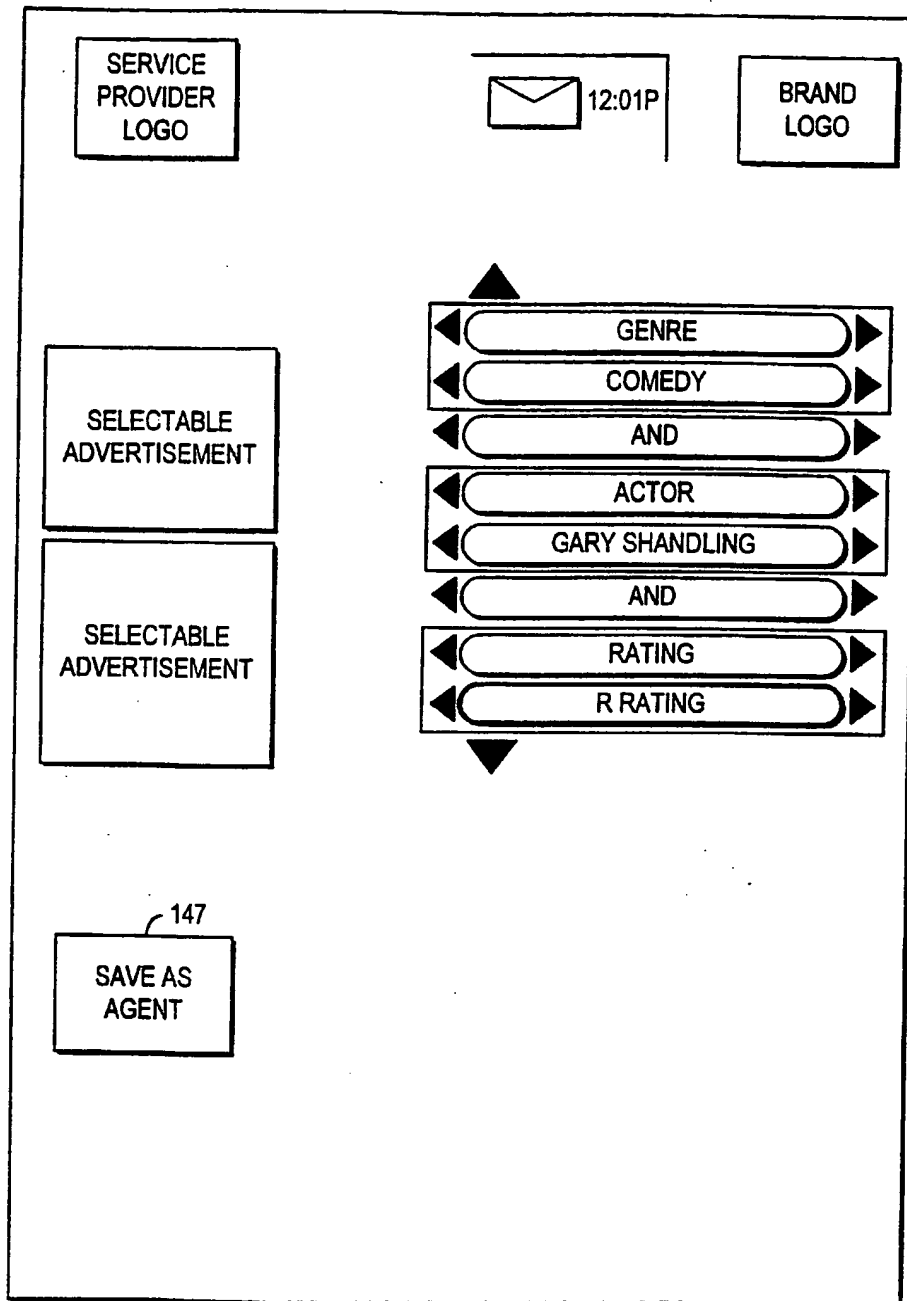 SERVICE
PROVIDER
LOGO
12:01P
BRAND
LOGO
SELECTABLE
ADVERTISEMENT
SELECTABLE
ADVERTISEMENT
GENRE
COMEDY
AND
ACTOR
GARY SHANDLING
AND
RATING
R RATING
147
SAVE AS
AGENT